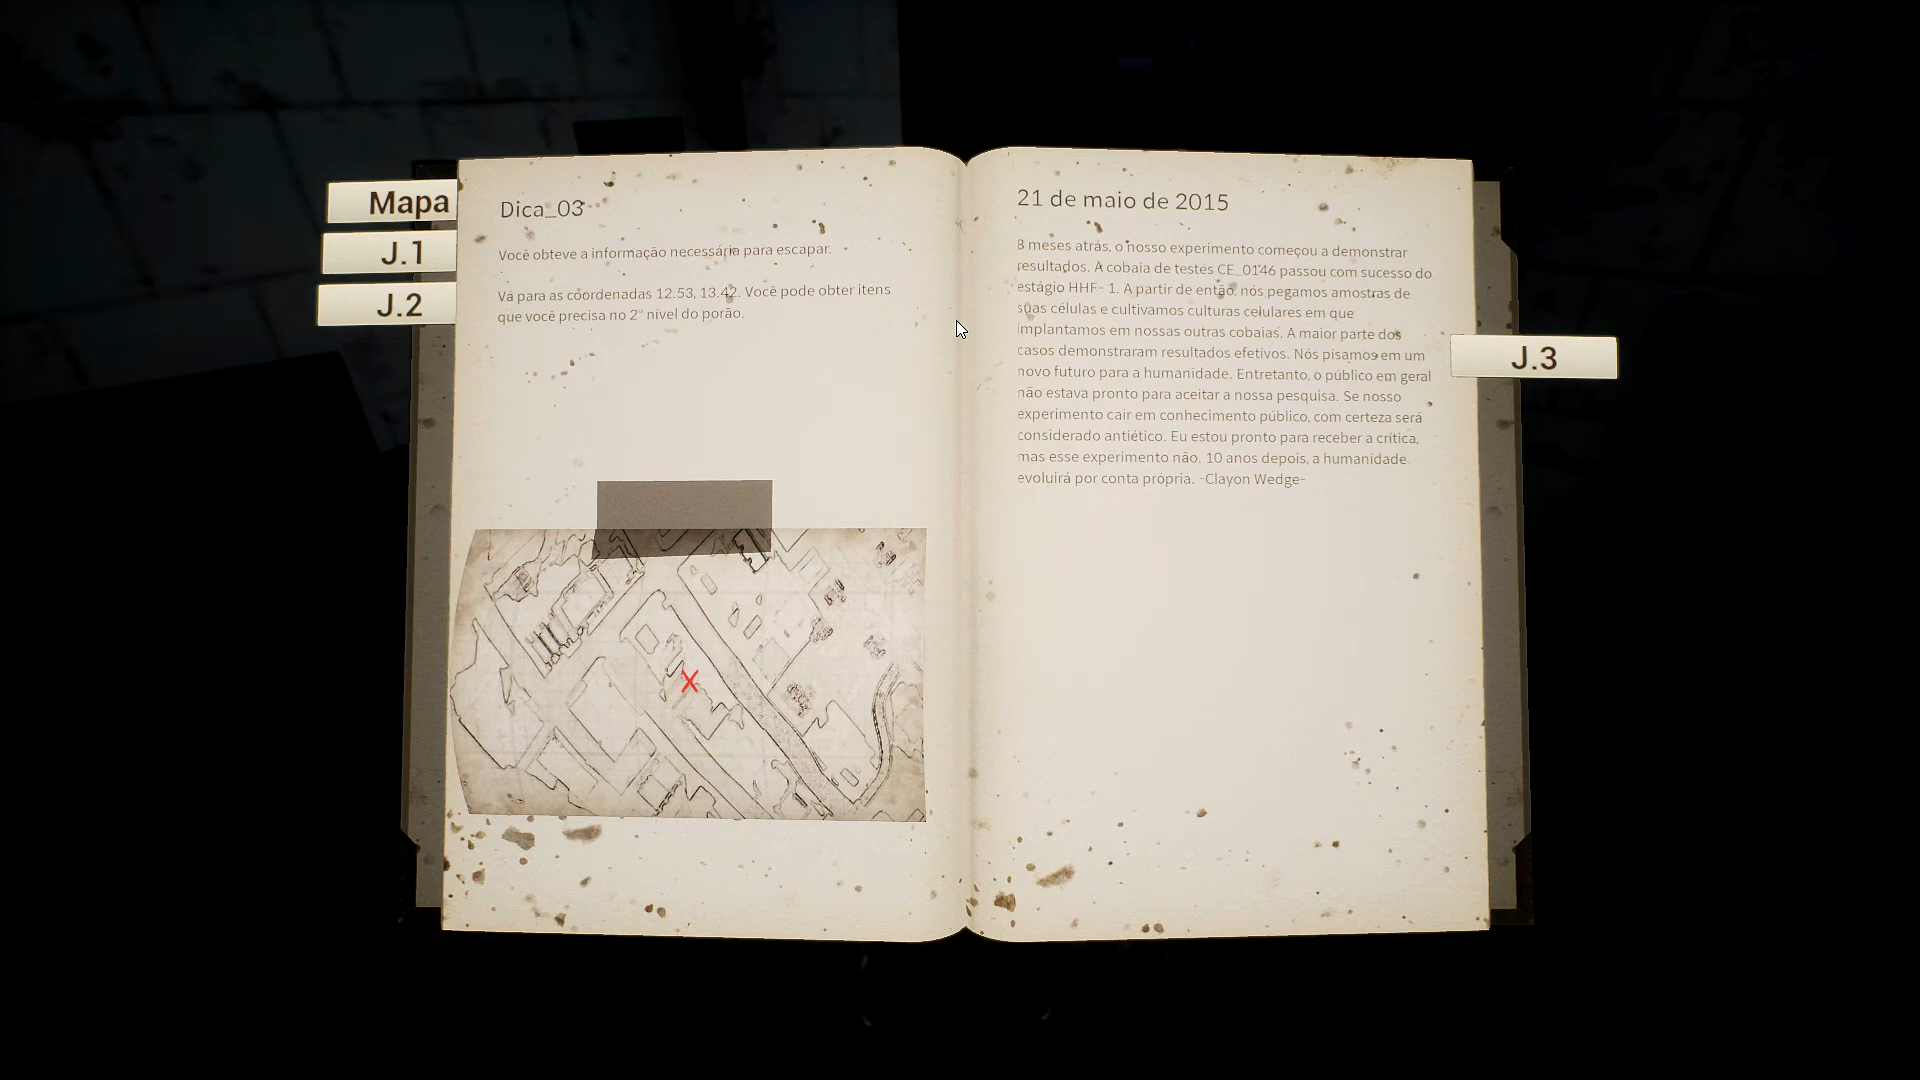 Mapa
J.1
J.2
Dica_03
Você obteve a informação necessária para escapar.
Vá para as coordenadas 12.53, 13.42. Você pode obter itens
que você precisa no 2° nível do porão.
21 de maio de 2015
8 meses atrás, o nosso experimento começou a demonstrar
resultados. A cobaia de testes CE_0146 passou com sucesso do
estágio HHF- 1. A partir de então, nós pegamos amostras de
suas células e cultivamos culturas celulares em que
implantamos em nossas outras cobaias. A maior parte dos
casos demonstraram resultados efetivos. Nós pisamos em um
novo futuro para a humanidade. Entretanto, o público em geral
não estava pronto para aceitar a nossa pesquisa. Se nosso
experimento cair em conhecimento público, com certeza será
considerado antiético. Eu estou pronto para receber a crítica,
mas esse experimento não. 10 anos depois, a humanidade
evoluirá por conta própria. -Clayon Wedge-
J.3